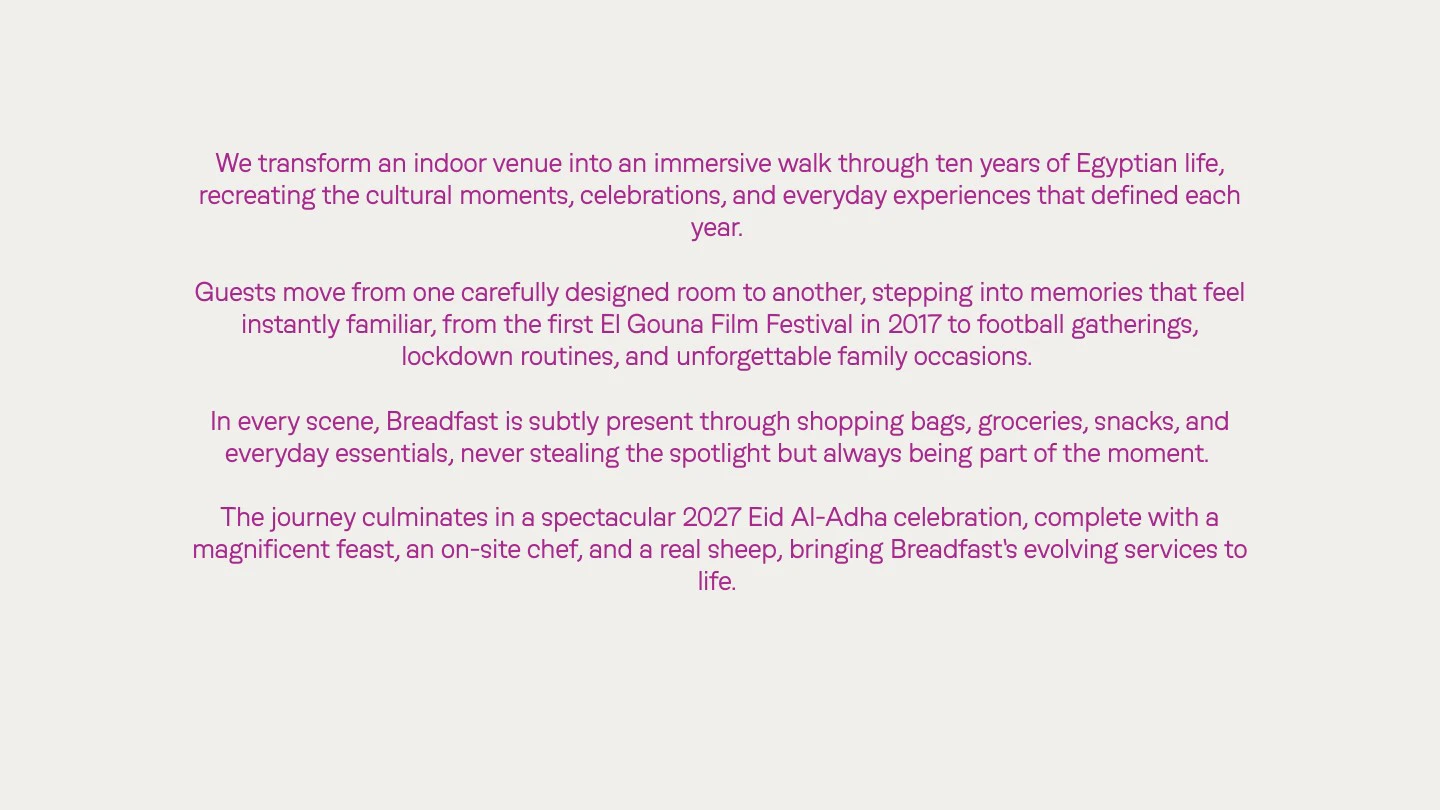 We transform an indoor venue into an immersive walk through ten years of Egyptian life,
recreating the cultural moments, celebrations, and everyday experiences that defined each
year.
Guests move from one carefully designed room to another, stepping into memories that feel
instantly familiar, from the first El Gouna Film Festival in 2017 to football gatherings,
lockdown routines, and unforgettable family occasions.
In every scene, Breadfast is subtly present through shopping bags, groceries, snacks, and
everyday essentials, never stealing the spotlight but always being part of the moment.
The journey culminates in a spectacular 2027 Eid Al-Adha celebration, complete with a
magnificent feast, an on-site chef, and a real sheep, bringing Breadfast's evolving services to
life.